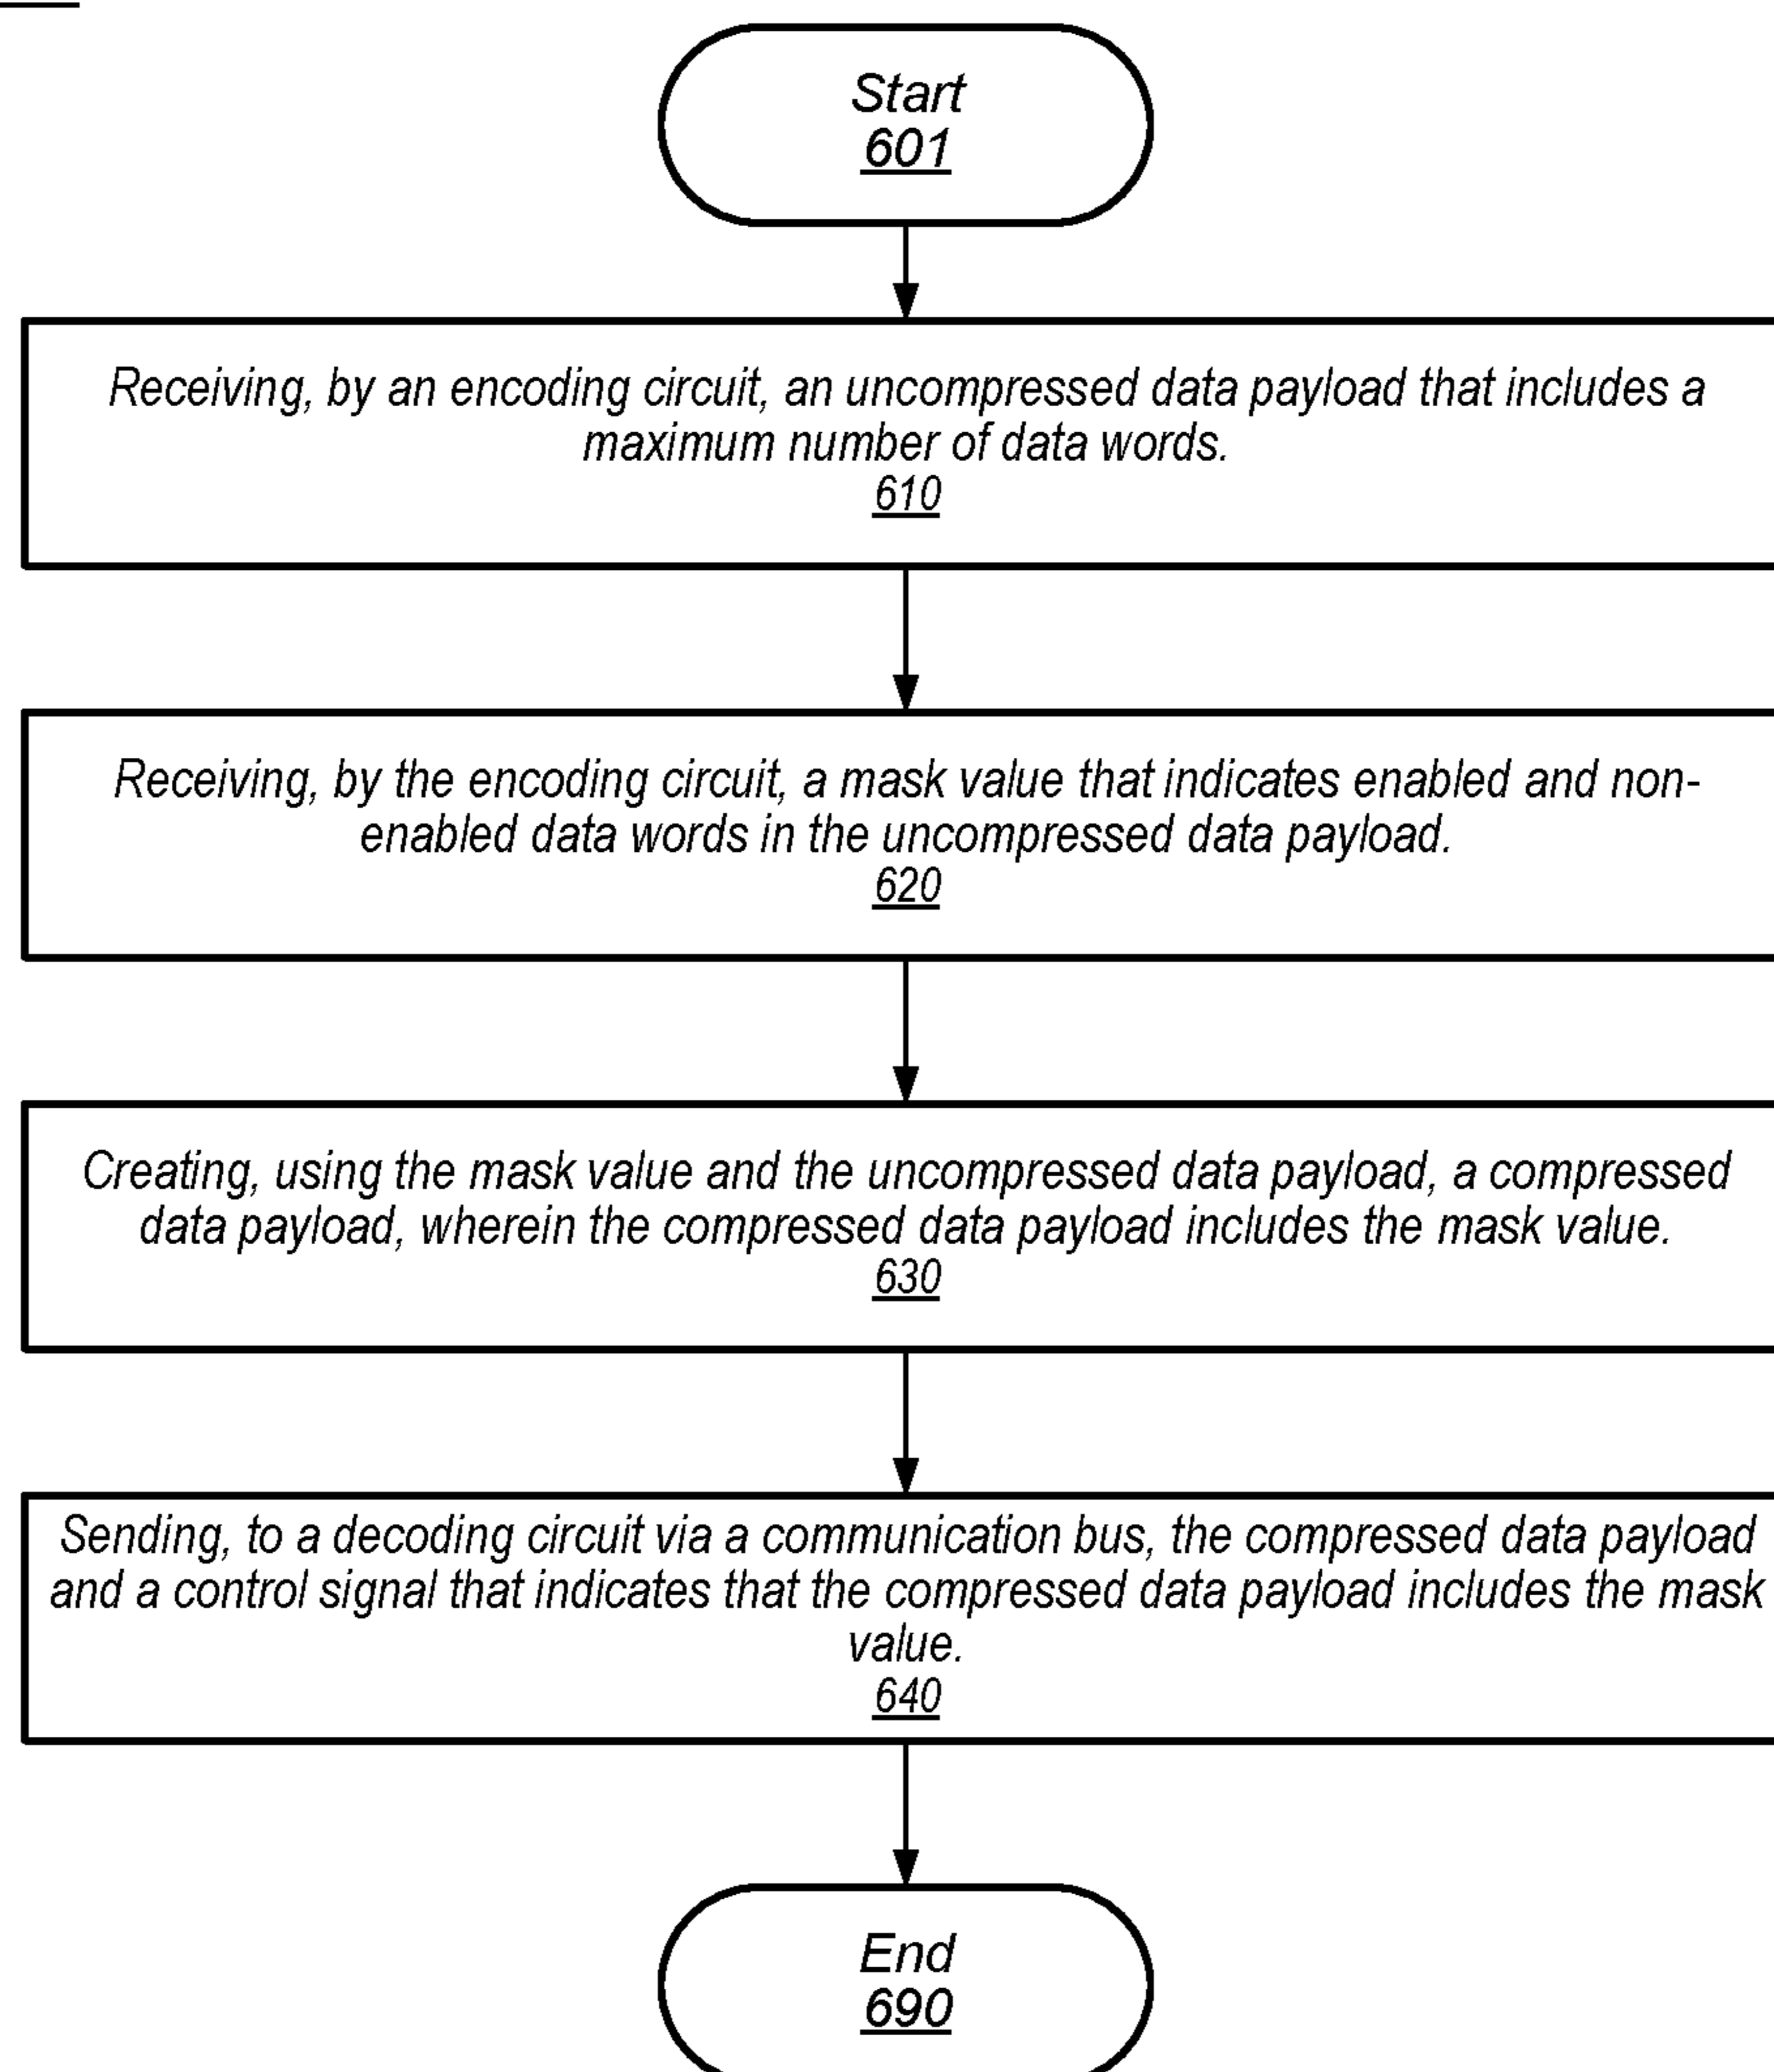 Start
601
Receiving, by an encoding circuit, an uncompressed data payload that includes a
maximum number of data words.
610
Receiving, by the encoding circuit, a mask value that indicates enabled and non-
enabled data words in the uncompressed data payload.
620
Creating, using the mask value and the uncompressed data payload, a compressed
data payload, wherein the compressed data payload includes the mask value.
630
Sending, to a decoding circuit via a communication bus, the compressed data payload
and a control signal that indicates that the compressed data payload includes the mask
value.
640
End
690